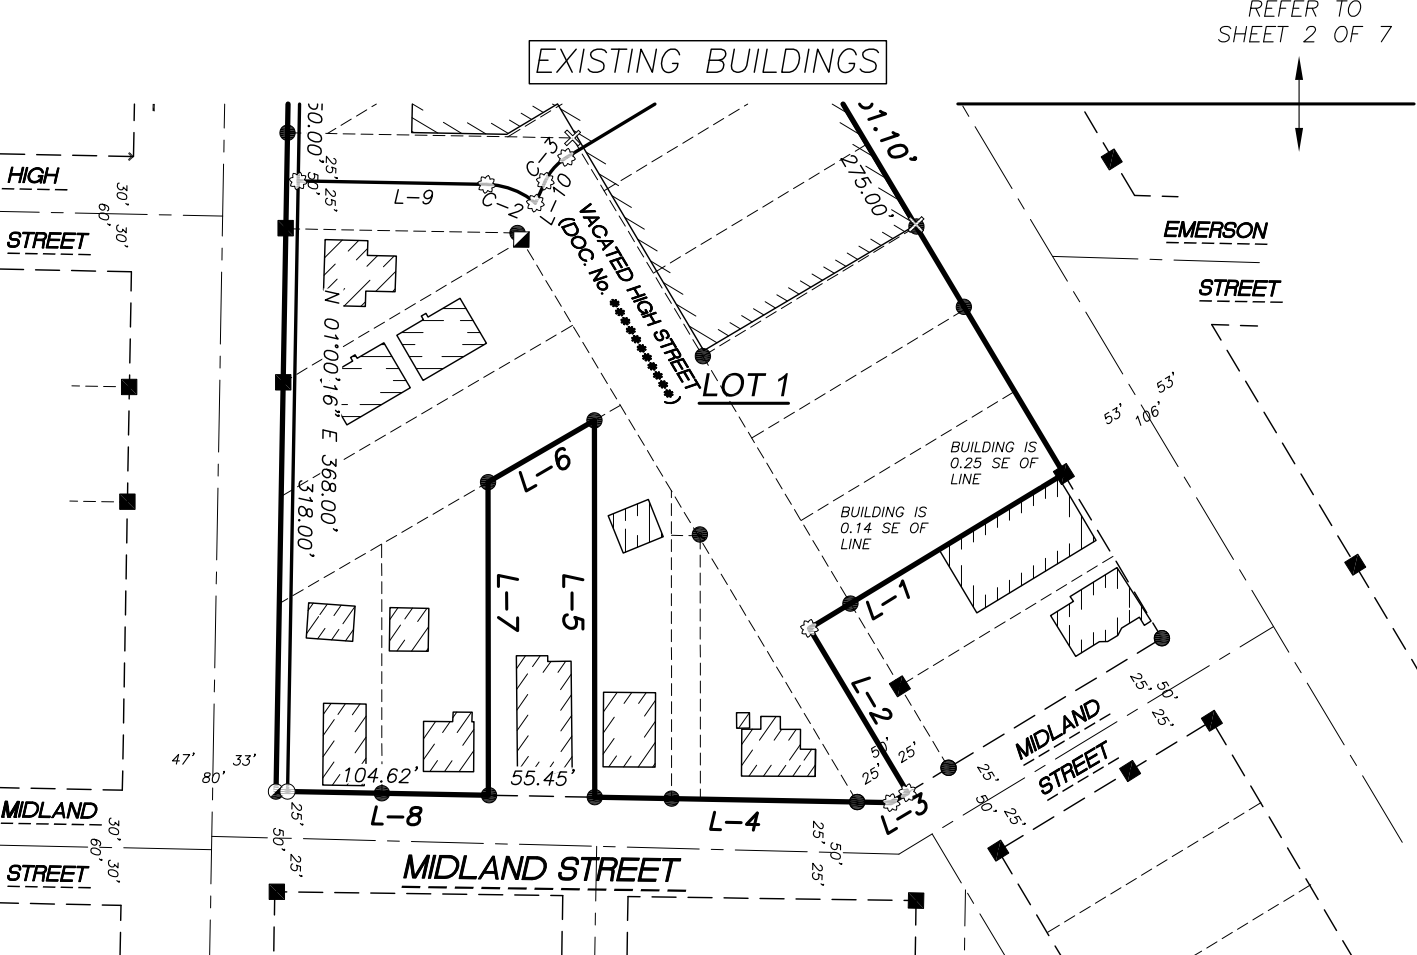 REFER TO
SHEET 2 OF 7
EXISTING BUILDINGS
50.00'
25'
50'
25'
HIGH
STREET
30'
60'
30'
L-9
C-2
C-3
L-10
VACATED HIGH STREET
(DOC. No. **********)
51.10'
275.00'
EMERSON
STREET
N 01°00'16" E 368.00'
318.00'
LOT 1
53'
106'
53'
BUILDING IS
0.25 SE OF
LINE
BUILDING IS
0.14 SE OF
LINE
L-6
L-7
L-5
L-1
L-2
50'
25'
25'
25'
50'
25'
MIDLAND
STREET
25'
50'
25'
47'
33'
80'
104.62'
55.45'
L-8
L-4
L-3
MIDLAND
STREET
30'
60'
30'
25'
50'
25'
MIDLAND STREET
25'
50'
25'